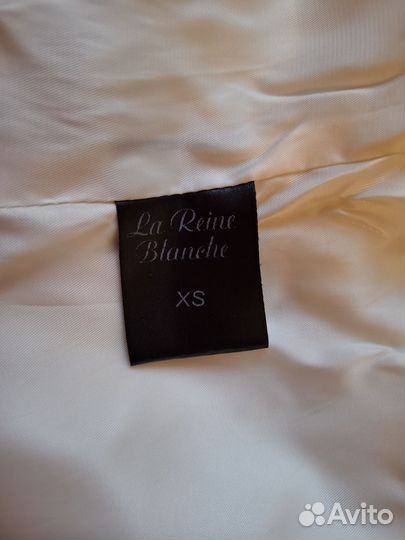 La Reine
Blanche
XS
Avito